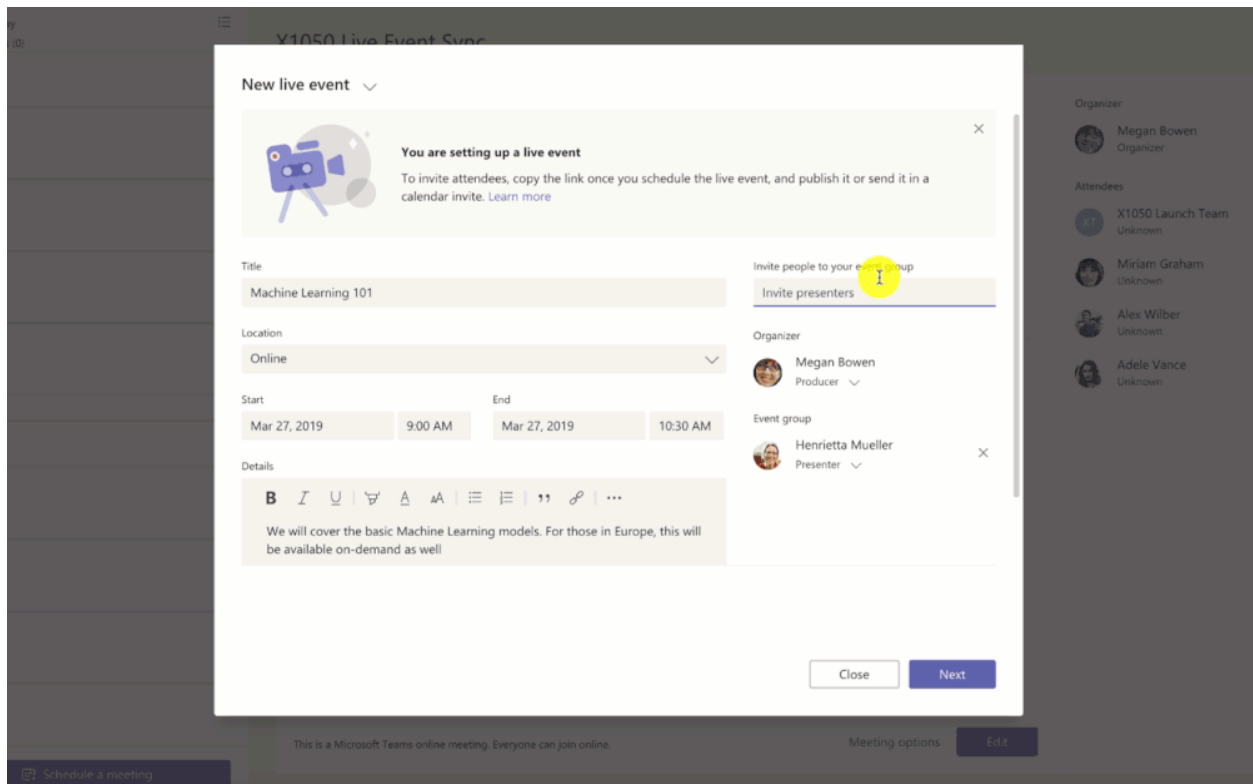 (0)
X1050 Live Event Sync
New live event
You are setting up a live event
To invite attendees, copy the link once you schedule the live event, and publish it or send it in a
calendar invite. Learn more
Title
Machine Learning 101
Location
Online
Start
End
Mar 27, 2019
9:00 AM
Mar 27, 2019
10:30 AM
Details
B I U A AA
We will cover the basic Machine Learning models. For those in Europe, this will
be available on-demand as well
Invite people to your event group
Invite presenters
Organizer
Megan Bowen
Producer
Event group
Henrietta Mueller
Presenter
Close
Next
Organizer
Megan Bowen
Organizer
Attendees
XT
X1050 Launch Team
Unknown
Miriam Graham
Unknown
Alex Wilber
Unknown
Adele Vance
Unknown
This is a Microsoft Teams online meeting. Everyone can join online.
Meeting options
Edit
Schedule a meeting